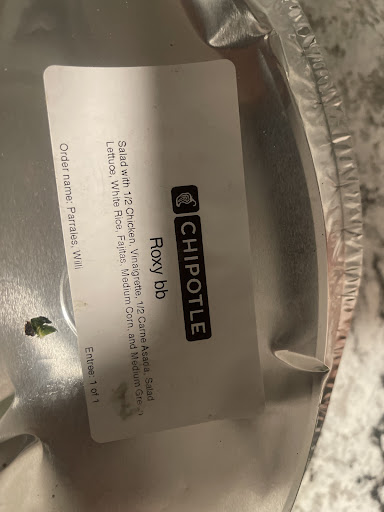 CHIPOTLE
Roxy bb
Salad with 1/2 Chicken, Vinaigrette, 1/2 Carne Asada, Salad
Lettuce, White Rice, Fajitas, Medium Corn, and Medium Green
Order name: Parrales, Willi
Entree: 1 of 1